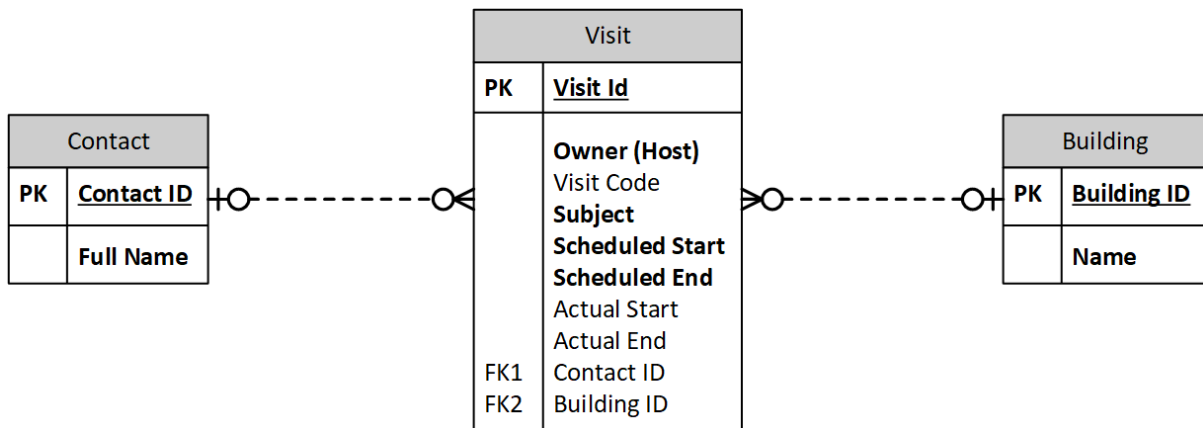 Contact
PK Contact ID
Full Name
Visit
PK Visit Id
Owner (Host)
Visit Code
Subject
Scheduled Start
Scheduled End
Actual Start
Actual End
FK1 Contact ID
FK2 Building ID
Building
PK Building ID
Name